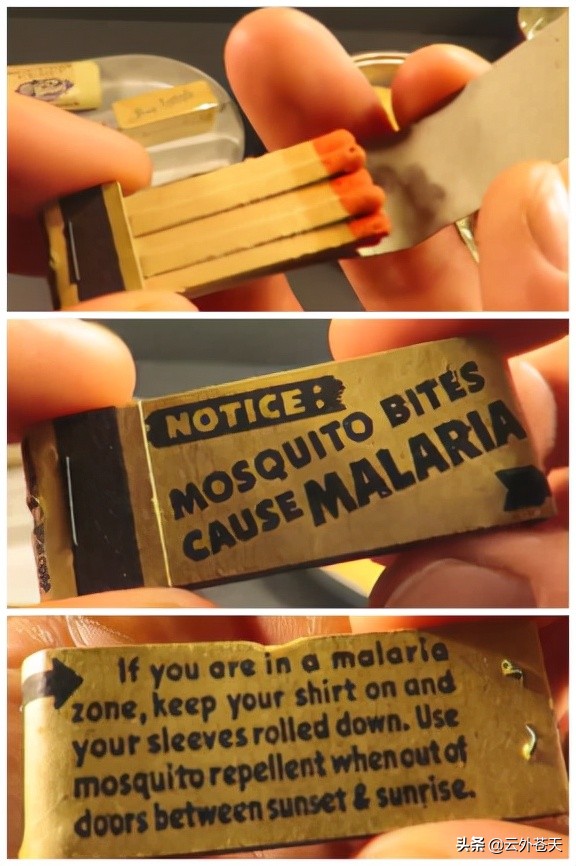 NOTICE:
MOSQUITO BITES
CAUSE MALARIA
If you are in a malaria
zone, keep your shirt on and
your sleeves rolled down. Use
mosquito repellent when out of
doors between sunset & sunrise.
头条 @云外苍天